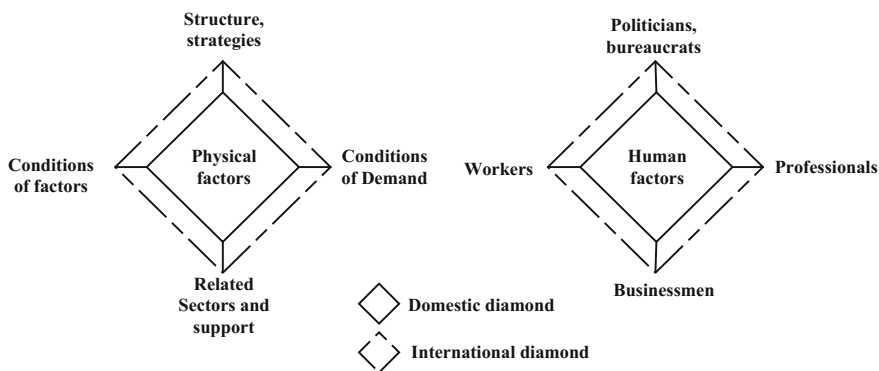 Structure,
strategies
Conditions
of factors
Physical
factors
Conditions
of Demand
Related
Sectors and
support
Politicians,
bureaucrats
Workers
Human
factors
Professionals
Businessmen
Domestic diamond
International diamond